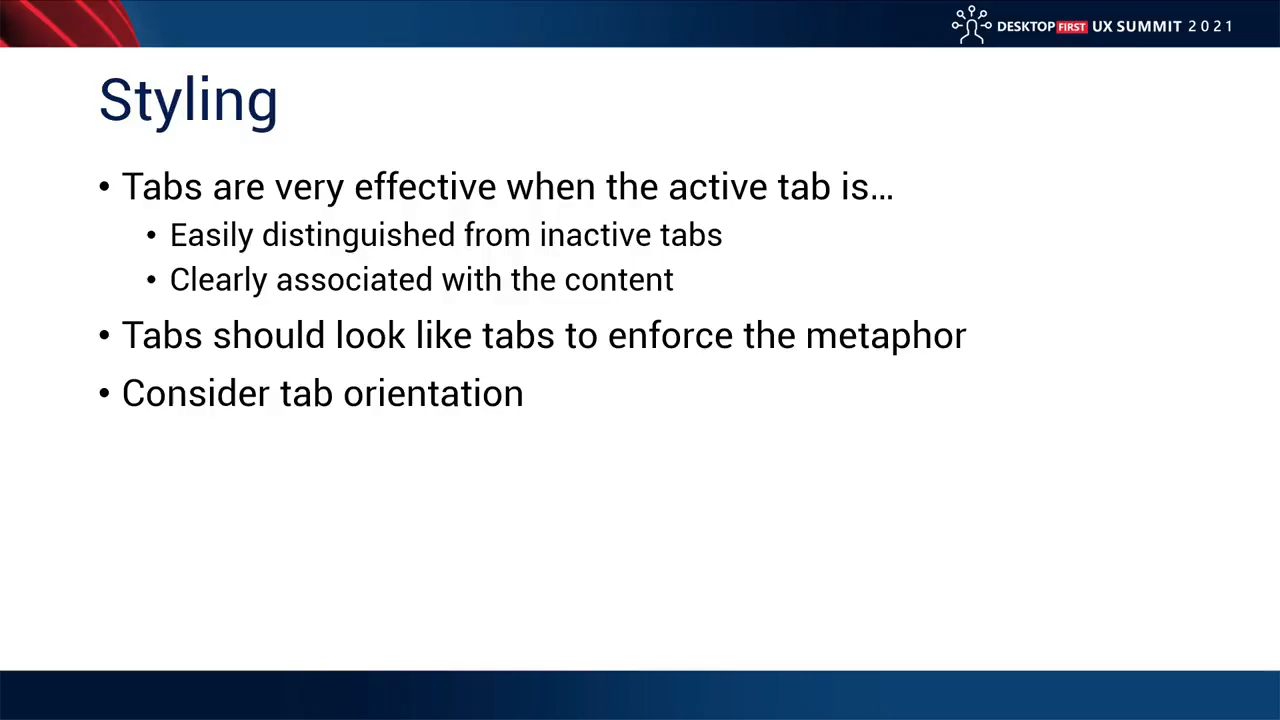 DESKTOP FIRST UX SUMMIT 2021
Styling
• Tabs are very effective when the active tab is…
• Easily distinguished from inactive tabs
• Clearly associated with the content
• Tabs should look like tabs to enforce the metaphor
• Consider tab orientation